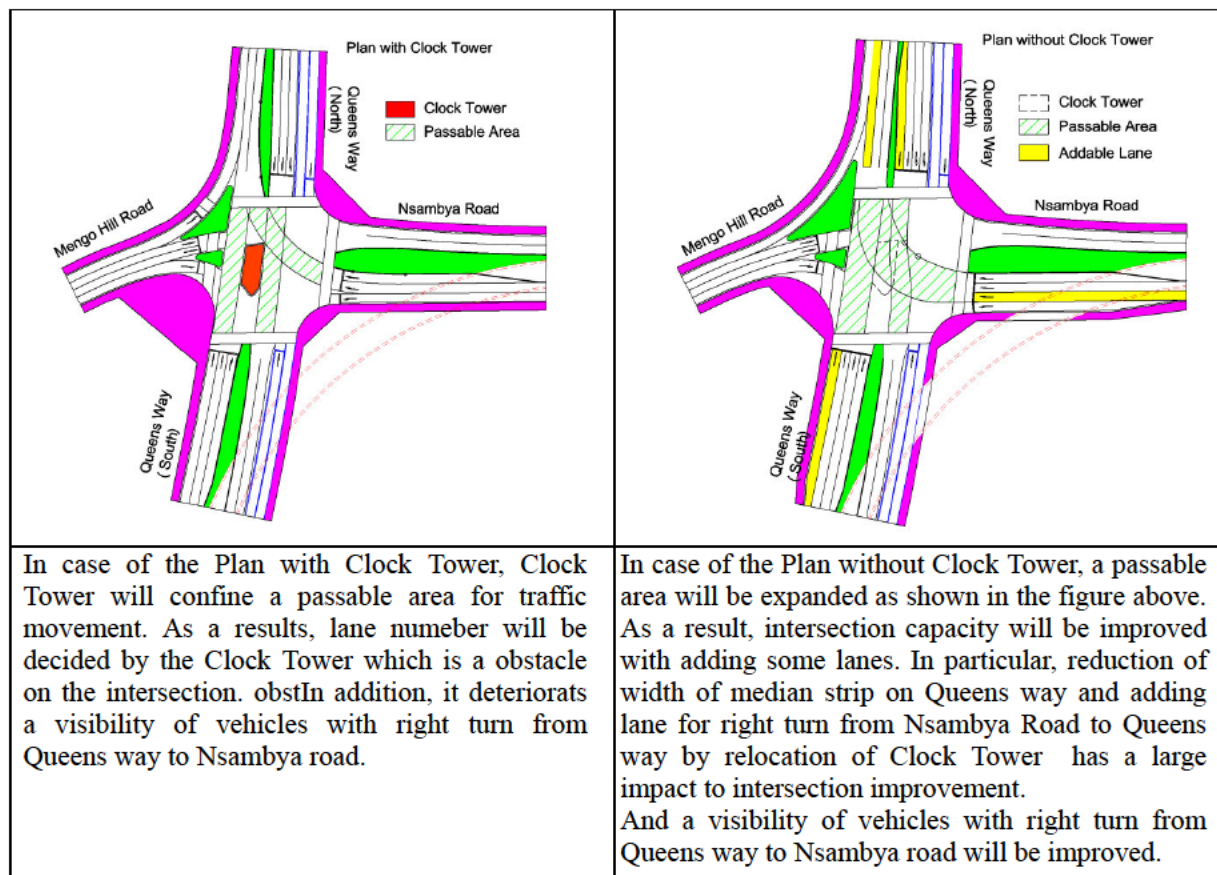 Plan with Clock Tower
Queens Way
(North)
Clock Tower
Passable Area
Mengo Hill Road
Nsambya Road
Queens Way
( South)
In case of the Plan with Clock Tower, Clock
Tower will confine a passable area for traffic
movement. As a results, lane numeber will be
decided by the Clock Tower which is a obstacle
on the intersection. obstIn addition, it deteriorats
a visibility of vehicles with right turn from
Queens way to Nsambya road.
Plan without Clock Tower
Queens Way
(North)
Clock Tower
Passable Area
Addable Lane
Mengo Hill Road
Nsambya Road
Queens Way
( South)
In case of the Plan without Clock Tower, a passable
area will be expanded as shown in the figure above.
As a result, intersection capacity will be improved
with adding some lanes. In particular, reduction of
width of median strip on Queens way and adding
lane for right turn from Nsambya Road to Queens
way by relocation of Clock Tower has a large
impact to intersection improvement.
And a visibility of vehicles with right turn from
Queens way to Nsambya road will be improved.